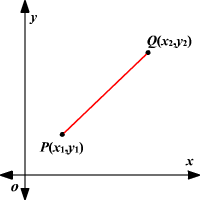 y
Q(x₂,y₂)
P(x₁,y₁)
x
o